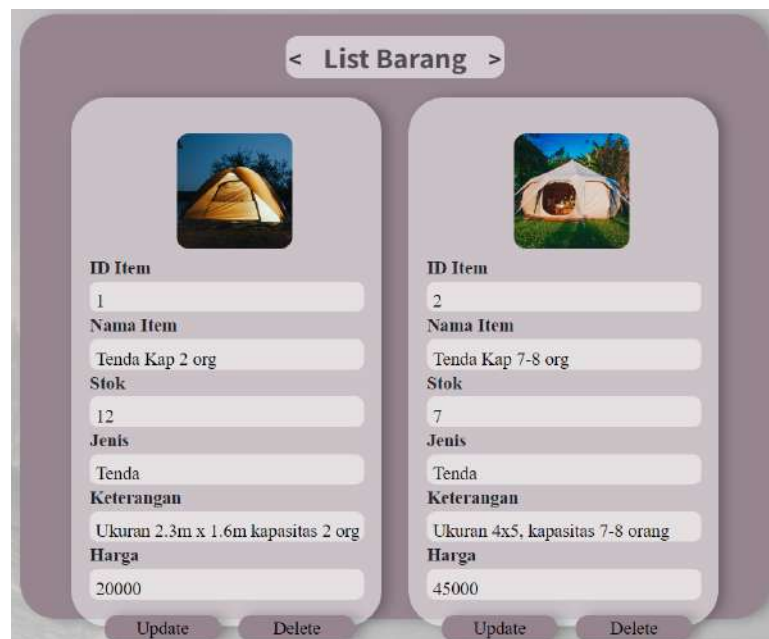 < List Barang >
ID Item
1
Nama Item
Tenda Kap 2 org
Stok
12
Jenis
Tenda
Keterangan
Ukuran 2.3m x 1.6m kapasitas 2 org
Harga
20000
Update Delete
ID Item
2
Nama Item
Tenda Kap 7-8 org
Stok
7
Jenis
Tenda
Keterangan
Ukuran 4x5, kapasitas 7-8 orang
Harga
45000
Update Delete